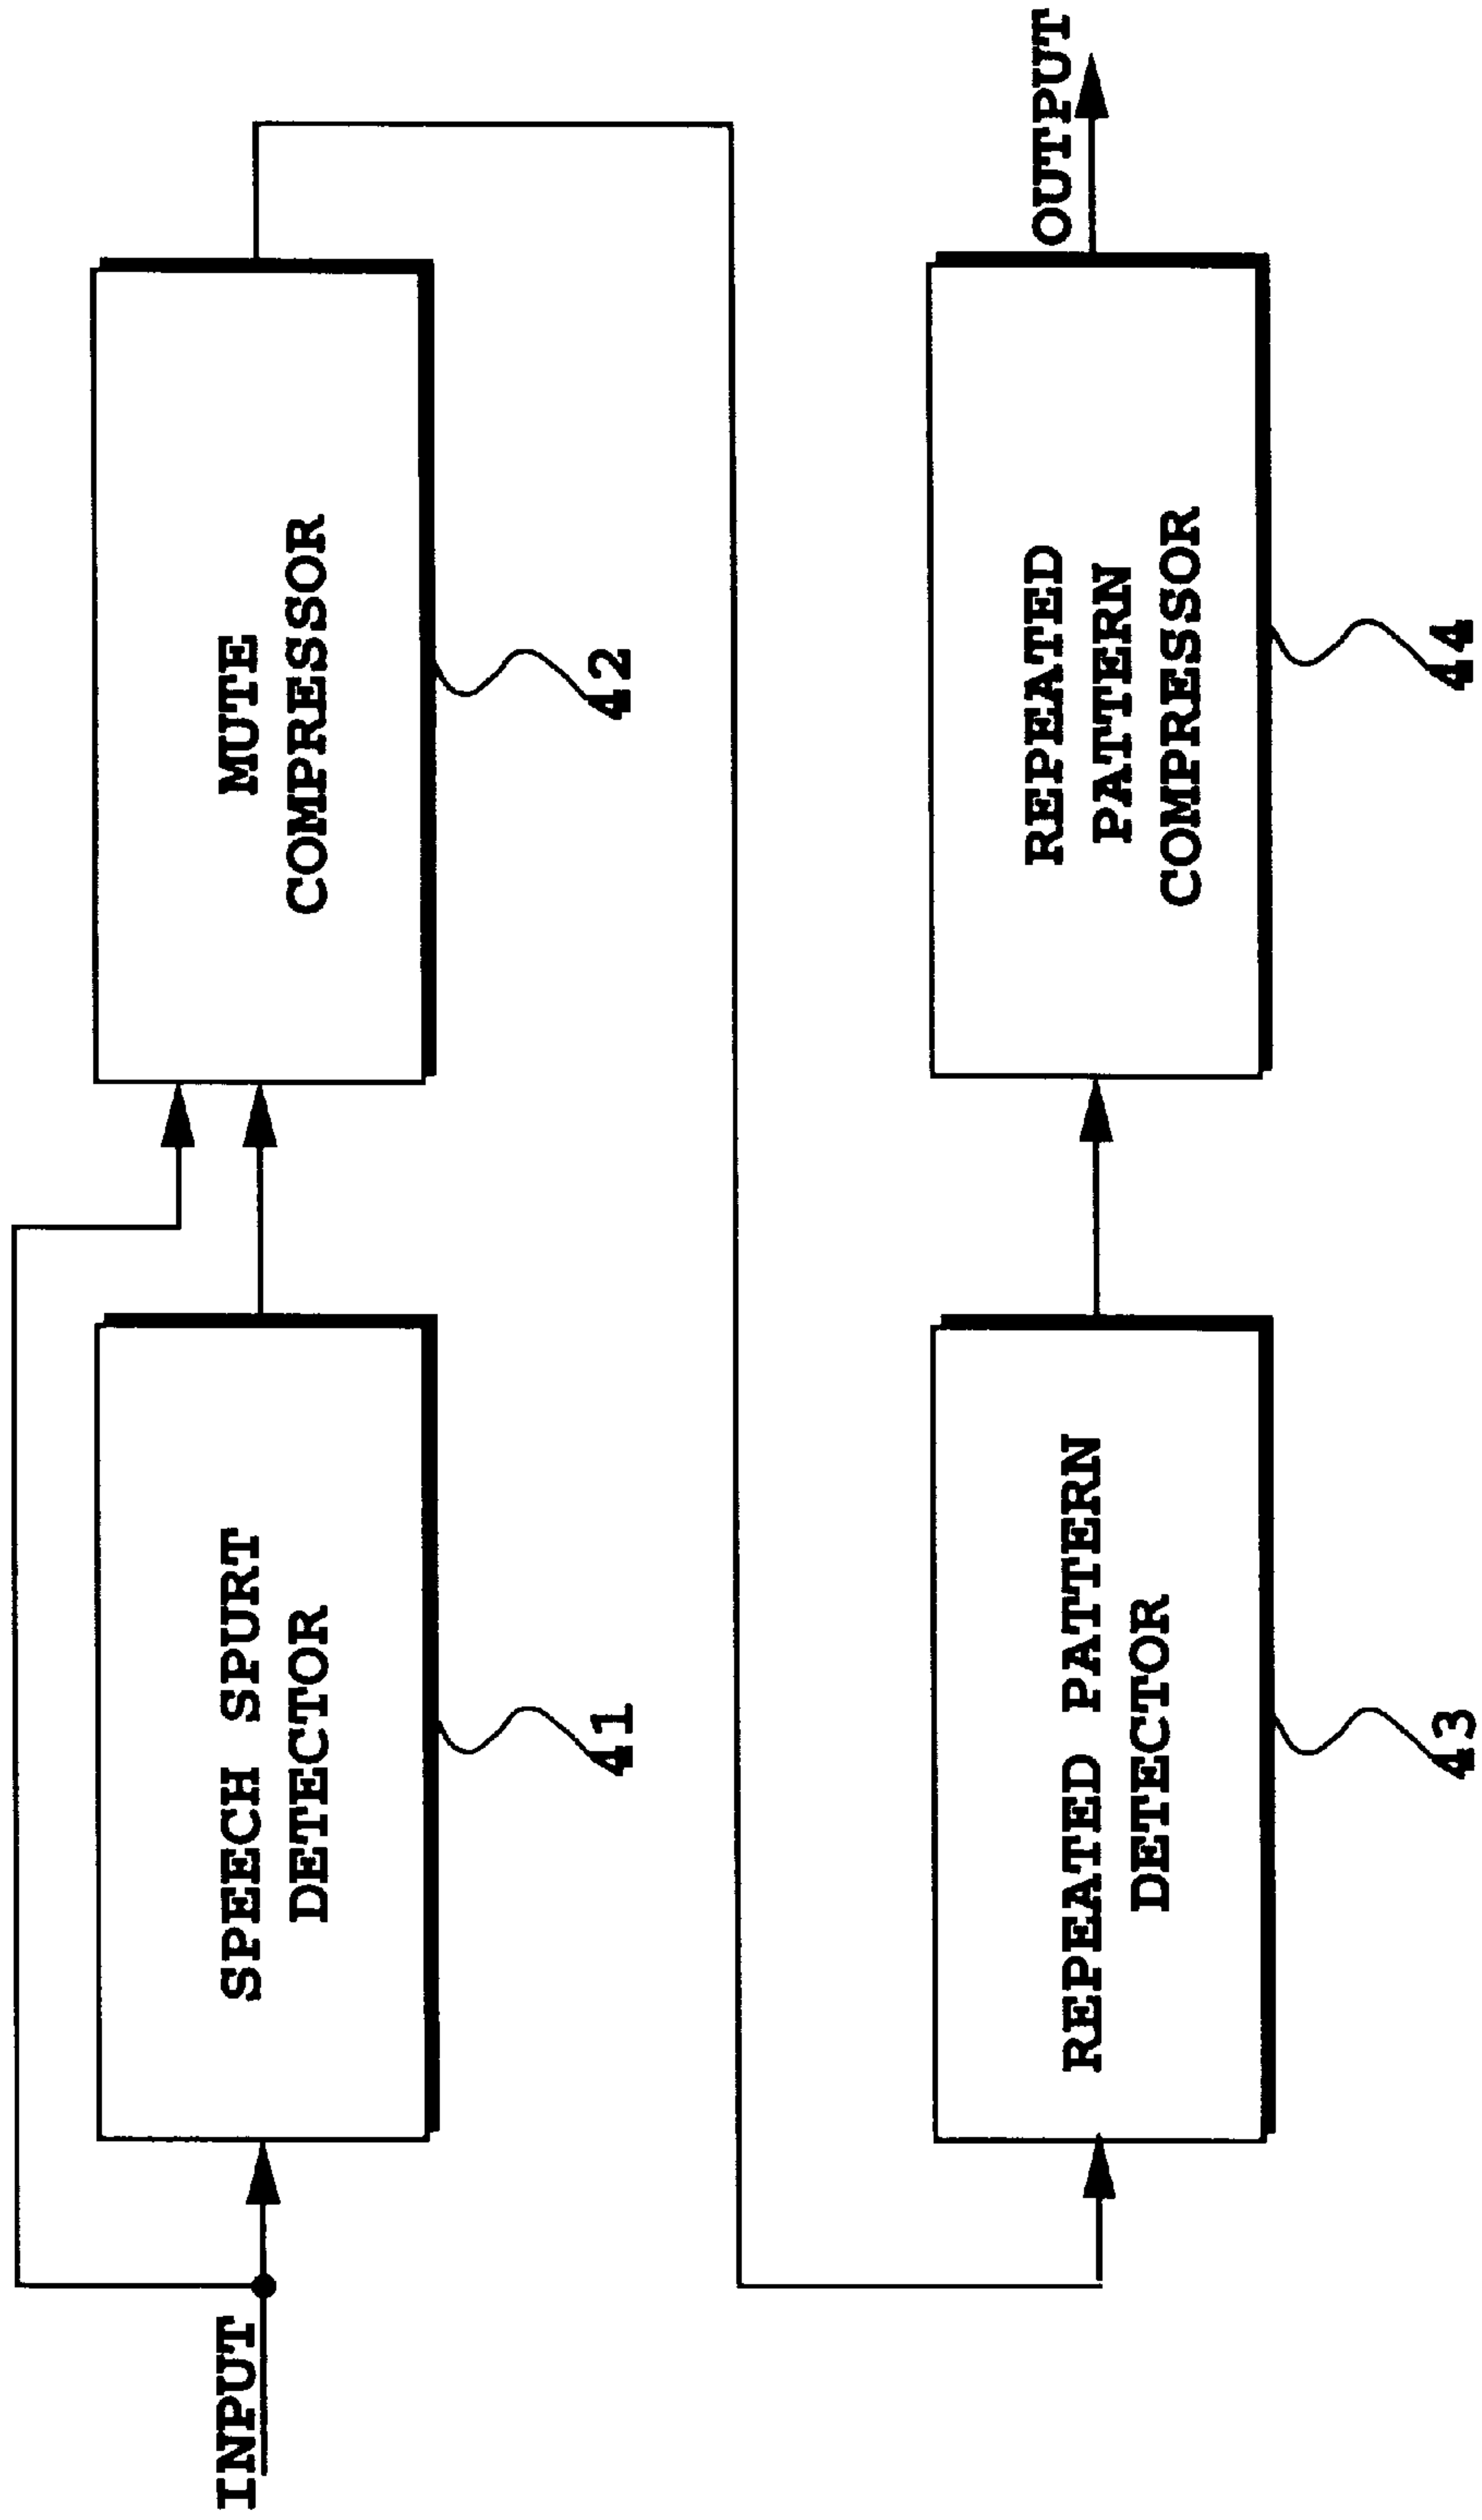 INPUT
SPEECH SPURT
DETECTOR
41
MUTE
COMPRESSOR
42
REPEATED PATTERN
DETECTOR
43
REPEATED
PATTERN
COMPRESSOR
44
OUTPUT